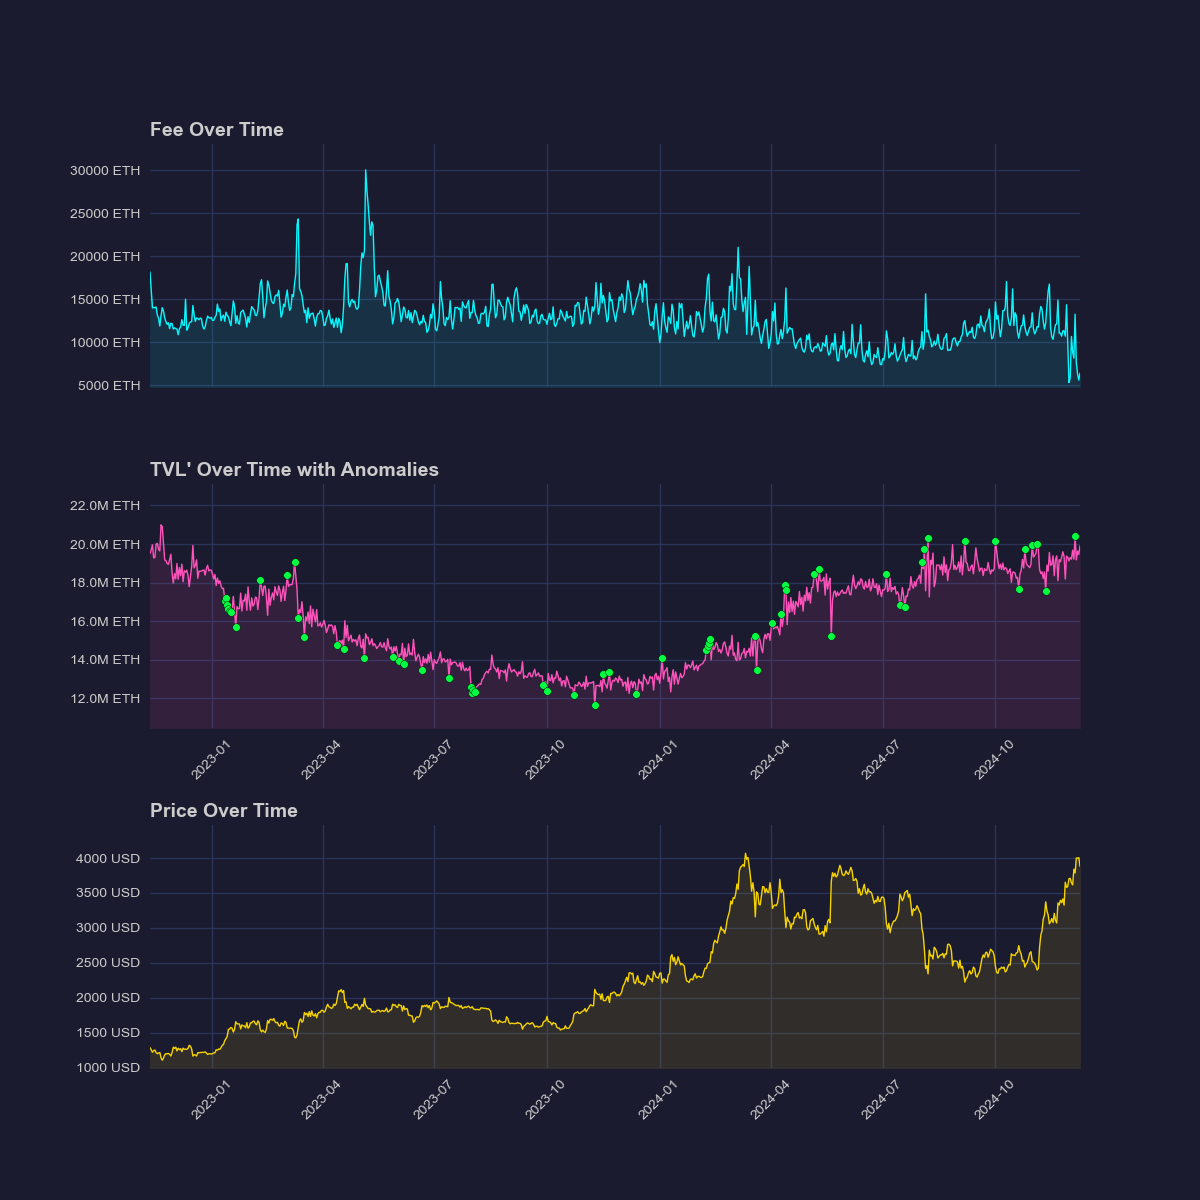 Fee Over Time
30000 ETH
25000 ETH
20000 ETH
15000 ETH
10000 ETH
5000 ETH
TVL' Over Time with Anomalies
22.0M ETH
20.0M ETH
18.0M ETH
16.0M ETH
14.0M ETH
12.0M ETH
2023-01 2023-04 2023-07 2023-10 2024-01 2024-04 2024-07 2024-10
Price Over Time
4000 USD
3500 USD
3000 USD
2500 USD
2000 USD
1500 USD
1000 USD
2023-01 2023-04 2023-07 2023-10 2024-01 2024-04 2024-07 2024-10